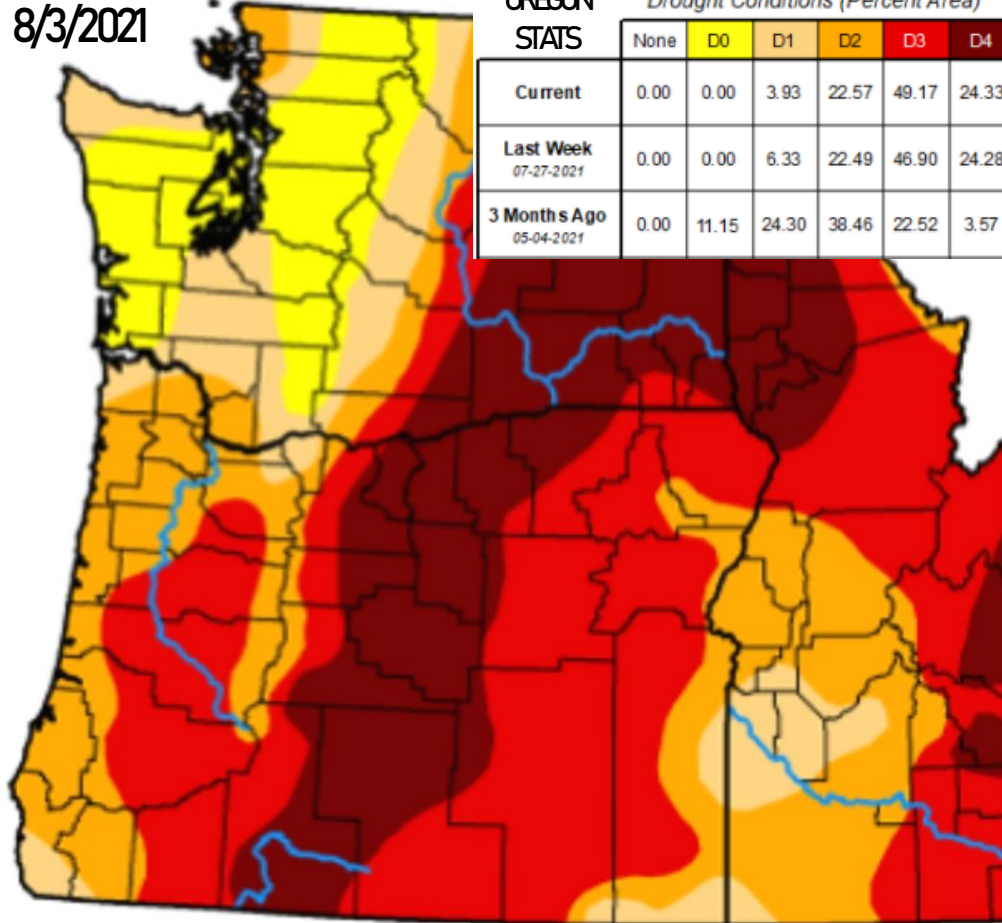 8/3/2021
OREGON
STATS
Drought Conditions (Percent Area)
None D0 D1 D2 D3 D4
Current 0.00 0.00 3.93 22.57 49.17 24.33
Last Week
07-27-2021
0.00 0.00 6.33 22.49 46.90 24.28
3 Months Ago
05-04-2021
0.00 11.15 24.30 38.46 22.52 3.57